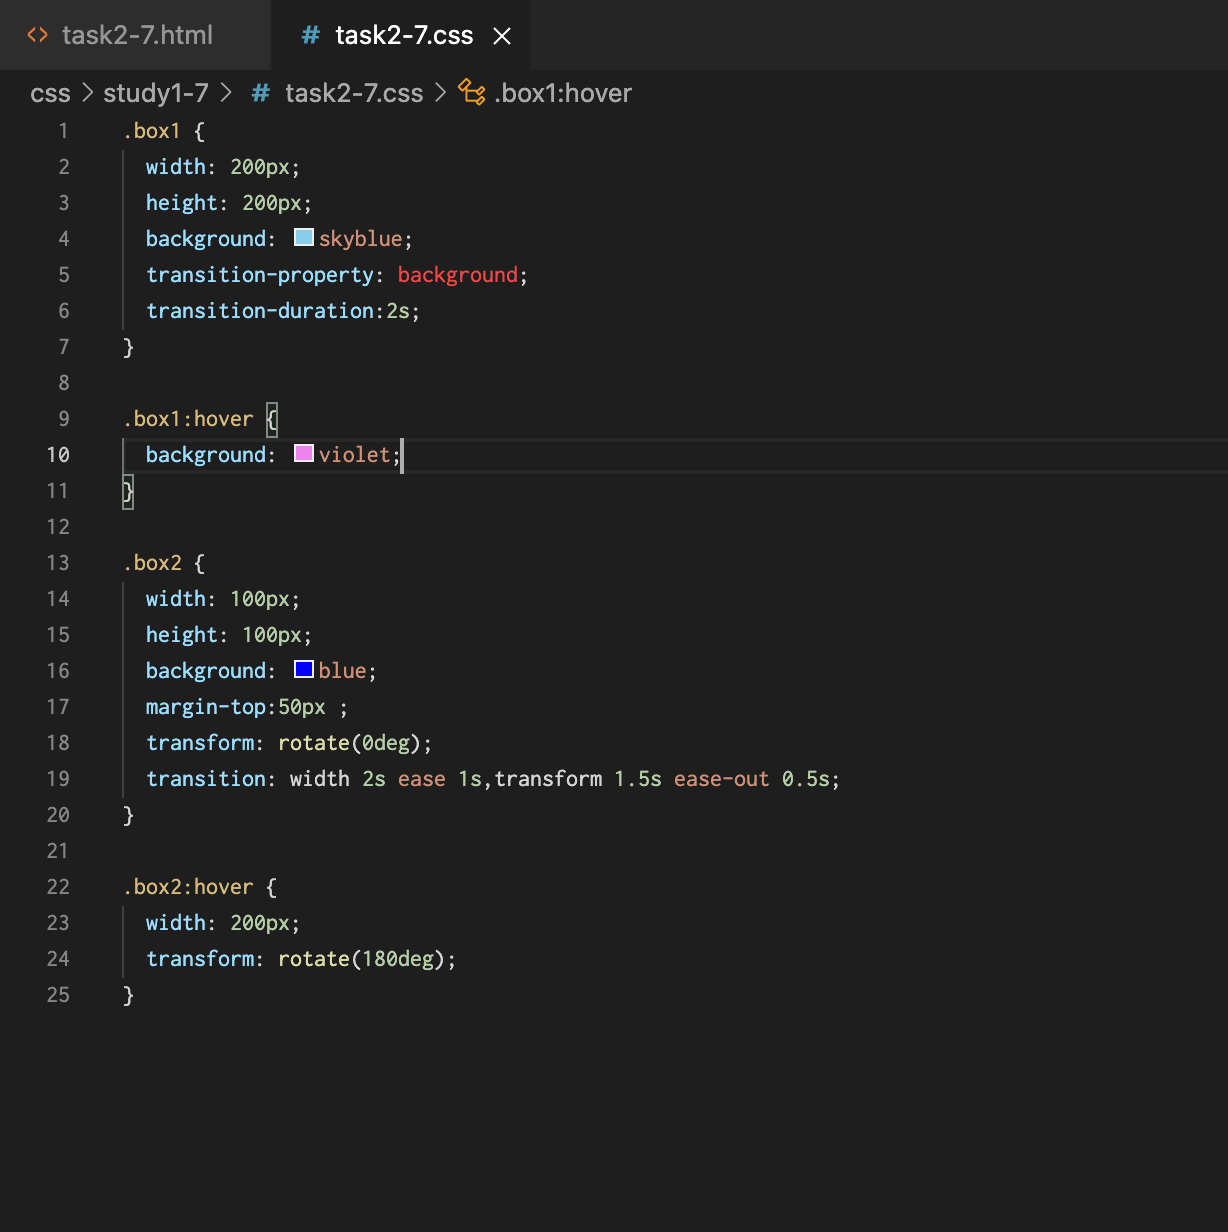 <> task2-7.html # task2-7.css ×
css > study1-7 > # task2-7.css > .box1:hover
1 .box1 {
2   width: 200px;
3   height: 200px;
4   background: skyblue;
5   transition-property: background;
6   transition-duration:2s;
7 }
8
9 .box1:hover {
10   background: violet;
11 }
12
13 .box2 {
14   width: 100px;
15   height: 100px;
16   background: blue;
17   margin-top:50px ;
18   transform: rotate(0deg);
19   transition: width 2s ease 1s,transform 1.5s ease-out 0.5s;
20 }
21
22 .box2:hover {
23   width: 200px;
24   transform: rotate(180deg);
25 }